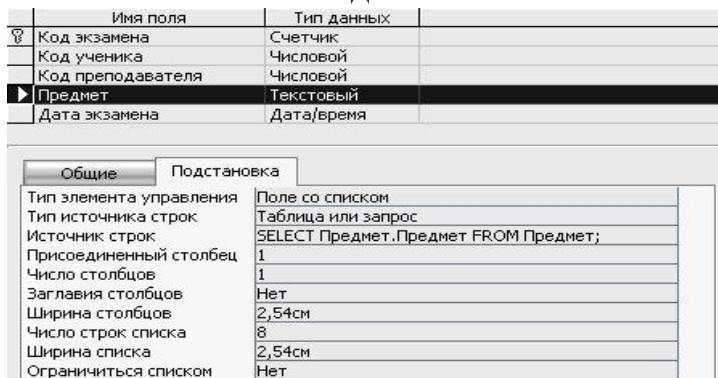 Имя поля Тип данных
Код экзамена Счетчик
Код ученика Числовой
Код преподавателя Числовой
Предмет Текстовый
Дата экзамена Дата/время
Общие Подстановка
Тип элемента управления Поле со списком
Тип источника строк Таблица или запрос
Источник строк SELECT Предмет.Предмет FROM Предмет;
Присоединенный столбец 1
Число столбцов 1
Заглавия столбцов Нет
Ширина столбцов 2,54см
Число строк списка 8
Ширина списка 2,54см
Ограничиться списком Нет